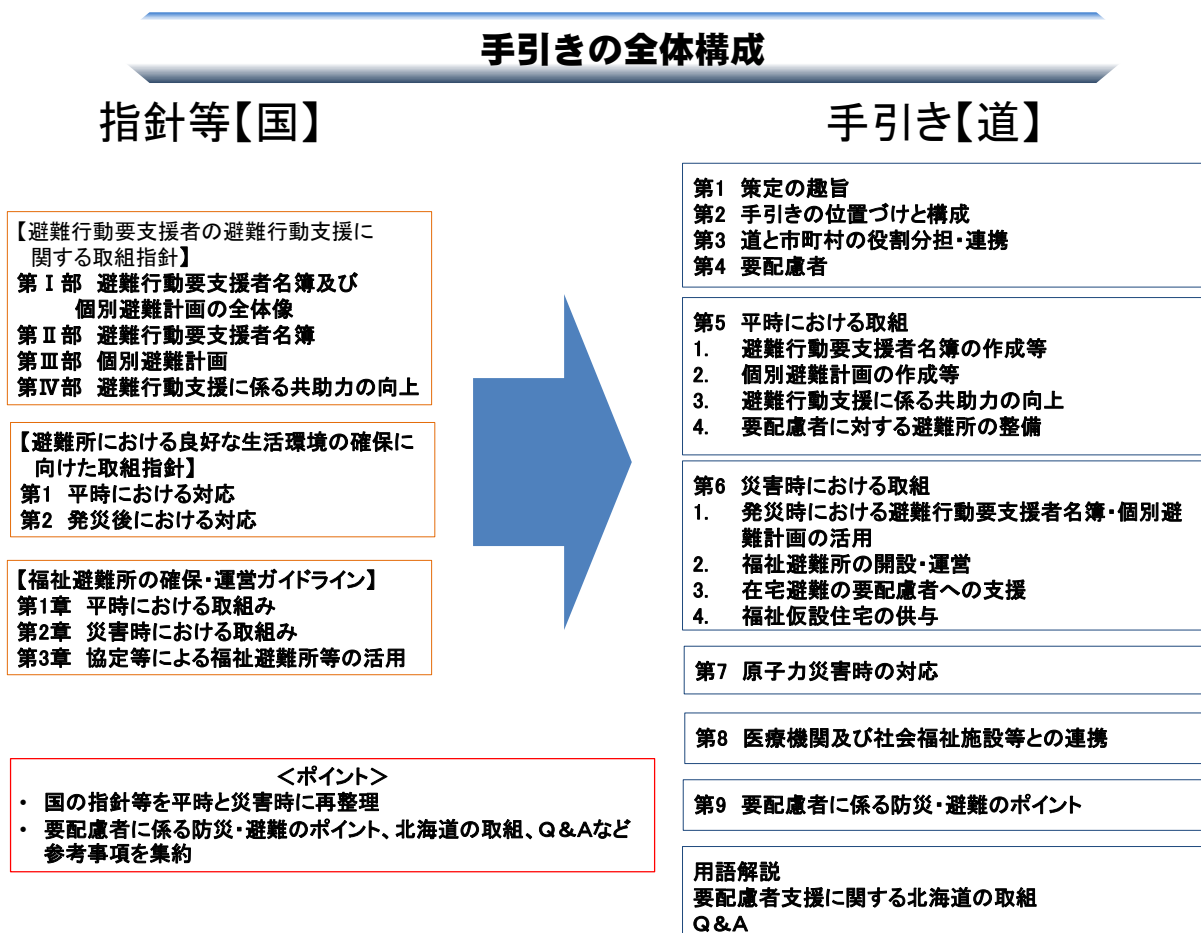 手引きの全体構成
指針等【国】
【避難行動要支援者の避難行動支援に
関する取組指針】
第Ⅰ部 避難行動要支援者名簿及び
個別避難計画の全体像
第Ⅱ部 避難行動要支援者名簿
第Ⅲ部 個別避難計画
第Ⅳ部 避難行動支援に係る共助力の向上
【避難所における良好な生活環境の確保に
向けた取組指針】
第1 平時における対応
第2 発災後における対応
【福祉避難所の確保・運営ガイドライン】
第1章 平時における取組み
第2章 災害時における取組み
第3章 協定等による福祉避難所等の活用
<ポイント>
・ 国の指針等を平時と災害時に再整理
・ 要配慮者に係る防災・避難のポイント、北海道の取組、Q&Aなど
参考事項を集約
手引き【道】
第1 策定の趣旨
第2 手引きの位置づけと構成
第3 道と市町村の役割分担・連携
第4 要配慮者
第5 平時における取組
1. 避難行動要支援者名簿の作成等
2. 個別避難計画の作成等
3. 避難行動支援に係る共助力の向上
4. 要配慮者に対する避難所の整備
第6 災害時における取組
1. 発災時における避難行動要支援者名簿・個別避
難計画の活用
2. 福祉避難所の開設・運営
3. 在宅避難の要配慮者への支援
4. 福祉仮設住宅の供与
第7 原子力災害時の対応
第8 医療機関及び社会福祉施設等との連携
第9 要配慮者に係る防災・避難のポイント
用語解説
要配慮者支援に関する北海道の取組
Q&A